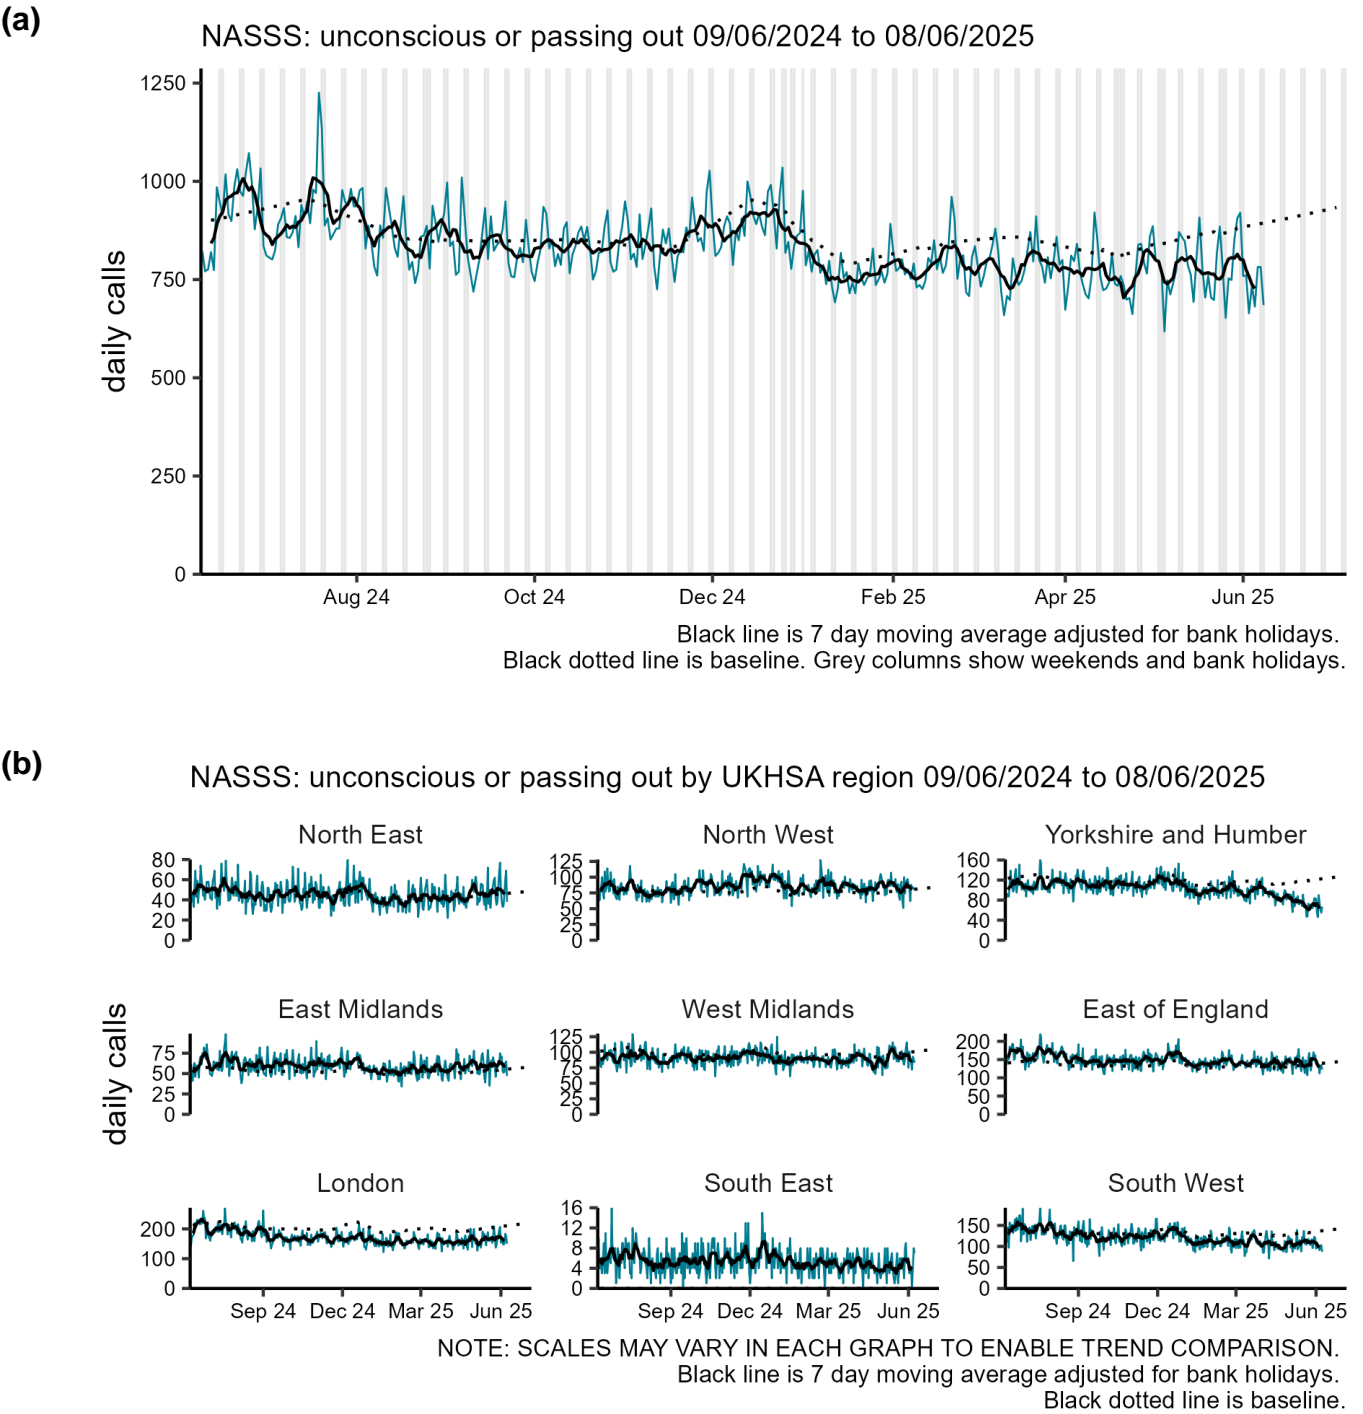 (a)
NASSS: unconscious or passing out 09/06/2024 to 08/06/2025
daily calls
1250
1000
750
500
250
0
Aug 24 Oct 24 Dec 24 Feb 25 Apr 25 Jun 25
Black line is 7 day moving average adjusted for bank holidays.
Black dotted line is baseline. Grey columns show weekends and bank holidays.
(b)
NASSS: unconscious or passing out by UKHSA region 09/06/2024 to 08/06/2025
daily calls
North East
80
60
40
20
0
North West
125
100
75
50
25
0
Yorkshire and Humber
160
120
80
40
0
East Midlands
75
50
25
0
West Midlands
125
100
75
50
25
0
East of England
200
150
100
50
0
London
200
100
0
Sep 24 Dec 24 Mar 25 Jun 25
South East
16
12
8
4
0
Sep 24 Dec 24 Mar 25 Jun 25
South West
150
100
50
0
Sep 24 Dec 24 Mar 25 Jun 25
NOTE: SCALES MAY VARY IN EACH GRAPH TO ENABLE TREND COMPARISON.
Black line is 7 day moving average adjusted for bank holidays.
Black dotted line is baseline.